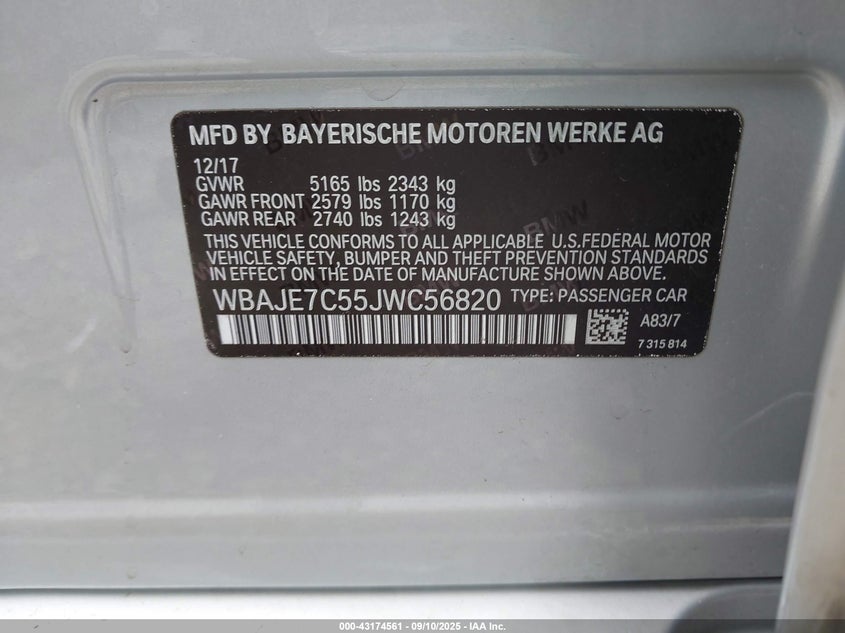 MFD BY BAYERISCHE MOTOREN WERKE AG
12/17
GVWR 5165 lbs 2343 kg
GAWR FRONT 2579 lbs 1170 kg
GAWR REAR 2740 lbs 1243 kg
THIS VEHICLE CONFORMS TO ALL APPLICABLE U.S.FEDERAL MOTOR
VEHICLE SAFETY, BUMPER AND THEFT PREVENTION STANDARDS
IN EFFECT ON THE DATE OF MANUFACTURE SHOWN ABOVE.
WBAJE7C55JWC56820 TYPE: PASSENGER CAR
A83/7
7 315 814
000-43174561 - 09/10/2025 - IAA Inc.